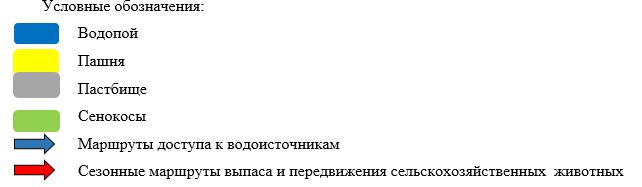 Условные обозначения:
Водопой
Пашня
Пастбище
Сенокосы
Маршруты доступа к водоисточникам
Сезонные маршруты выпаса и передвижения сельскохозяйственных животных